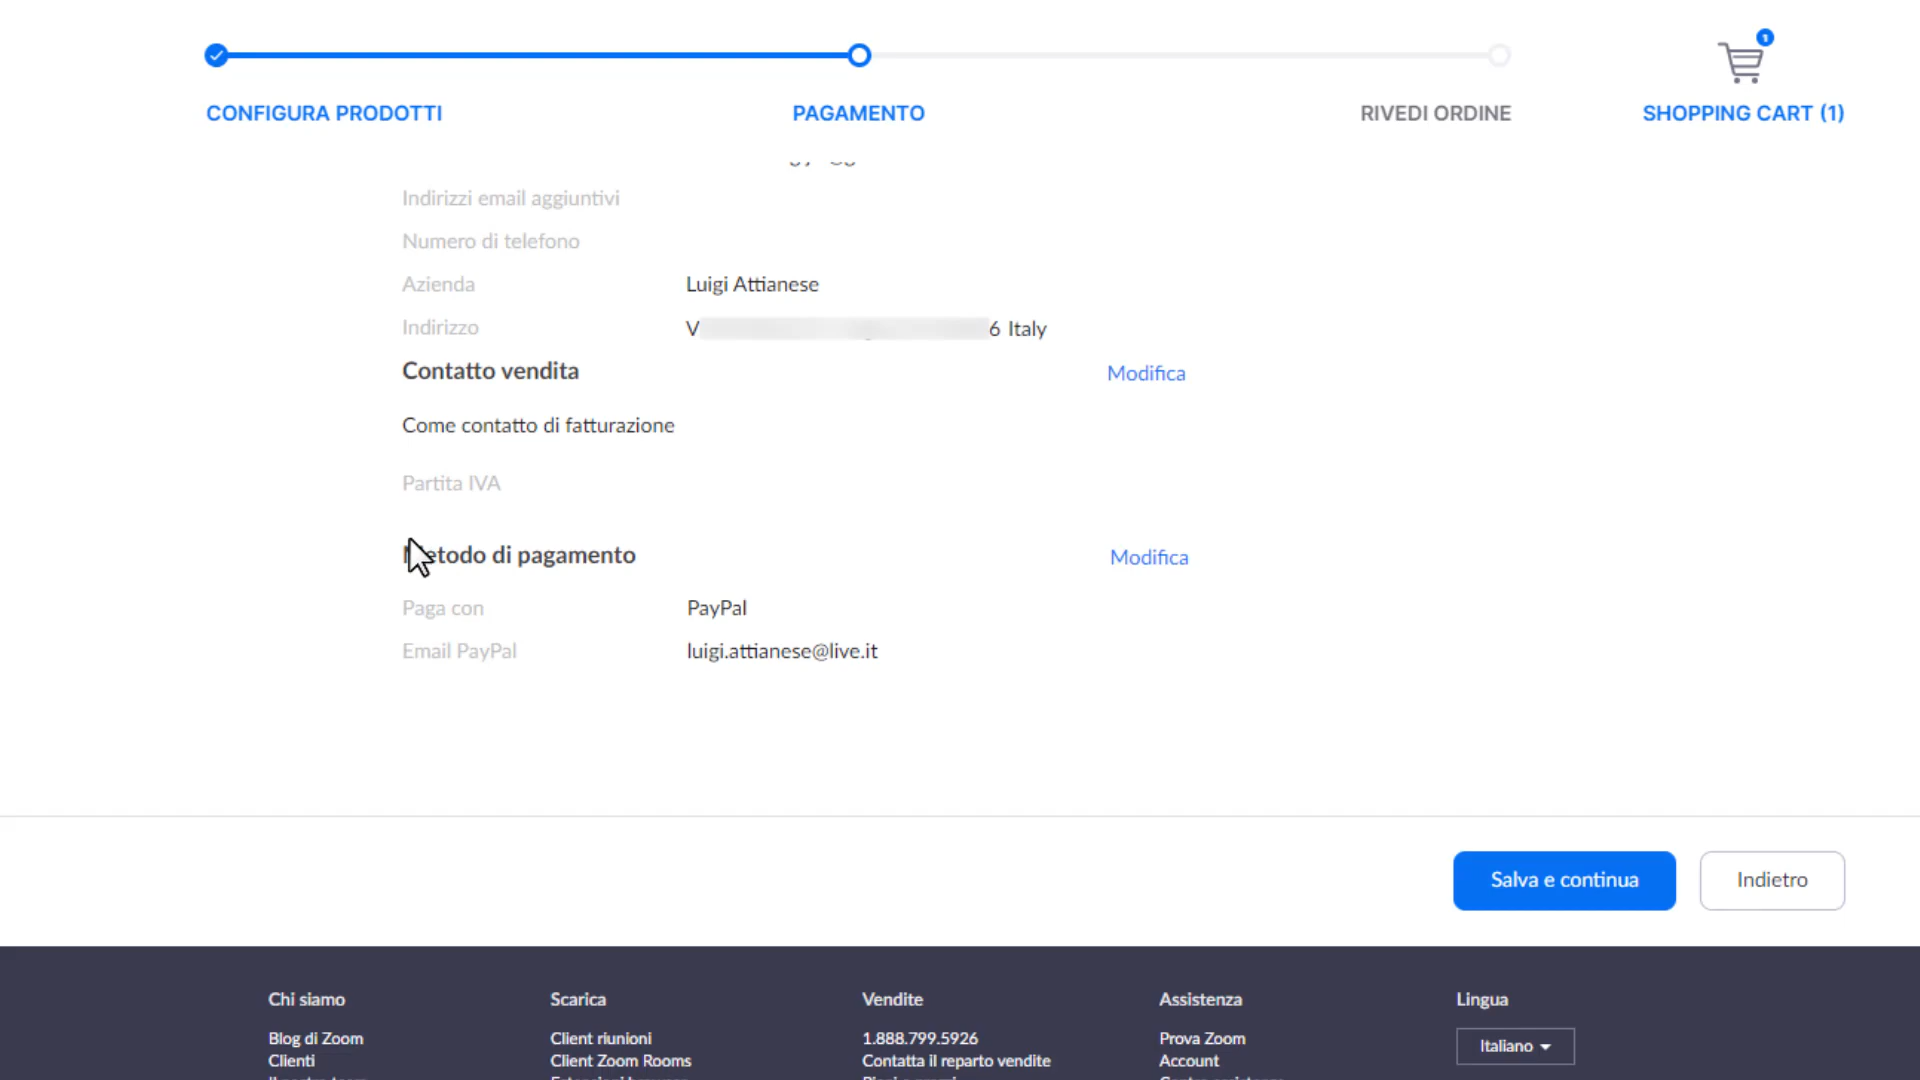 1
CONFIGURA PRODOTTI
PAGAMENTO
RIVEDI ORDINE
SHOPPING CART (1)
Indirizzi email aggiuntivi
Numero di telefono
Azienda Luigi Attianese
Indirizzo V 6 Italy
Contatto vendita Modifica
Come contatto di fatturazione
Partita IVA
Metodo di pagamento Modifica
Paga con PayPal
Email PayPal luigi.attianese@live.it
Salva e continua Indietro
Chi siamo Scarica Vendite Assistenza Lingua
Blog di Zoom Client riunioni 1.888.799.5926 Prova Zoom Italiano
Clienti Client Zoom Rooms Contatta il reparto vendite Account